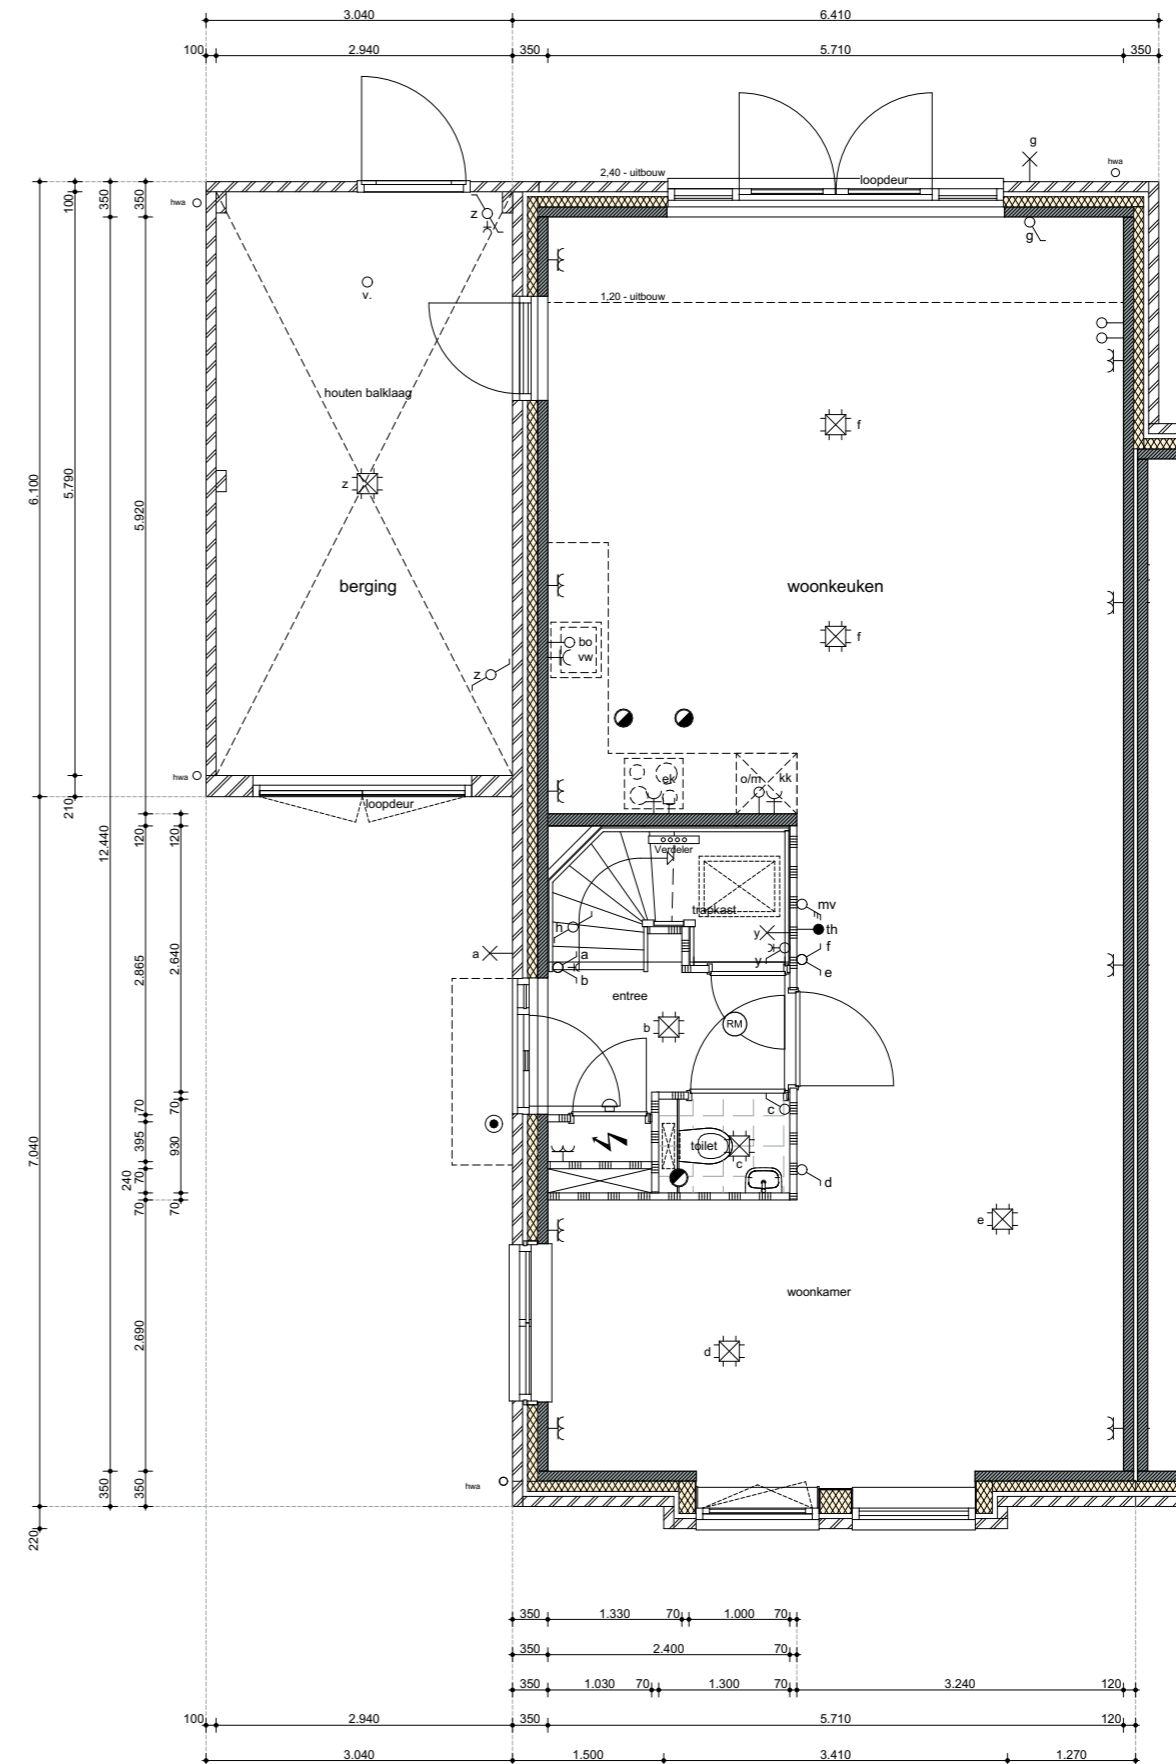 3.040 6.410
100 2.940 350 5.710 350
g
hwa
2,40 - uitbouw
loopdeur
hwa
z
g
v.
1,20 - uitbouw
houten balklaag
f
z
berging
woonkeuken
f
bo
vw
z
ek
o/m kk
hwa
loopdeur
Verdeler
trapkast
mv
h
y
th
f
a
a
y
e
b
entree
b
RM
c
toilet
c
d
e
woonkamer
d
hwa
100
350
350
6.100
5.790
5.920
210
12.440
120
120
2.865
2.640
70
70
395
930
7.040
240
70
70
70
2.690
350
350
220
350 1.330 70 1.000 70
350 2.400 70
350 1.030 70 1.300 70 3.240 120
100 2.940 350 5.710 120
3.040 1.500 3.410 1.270